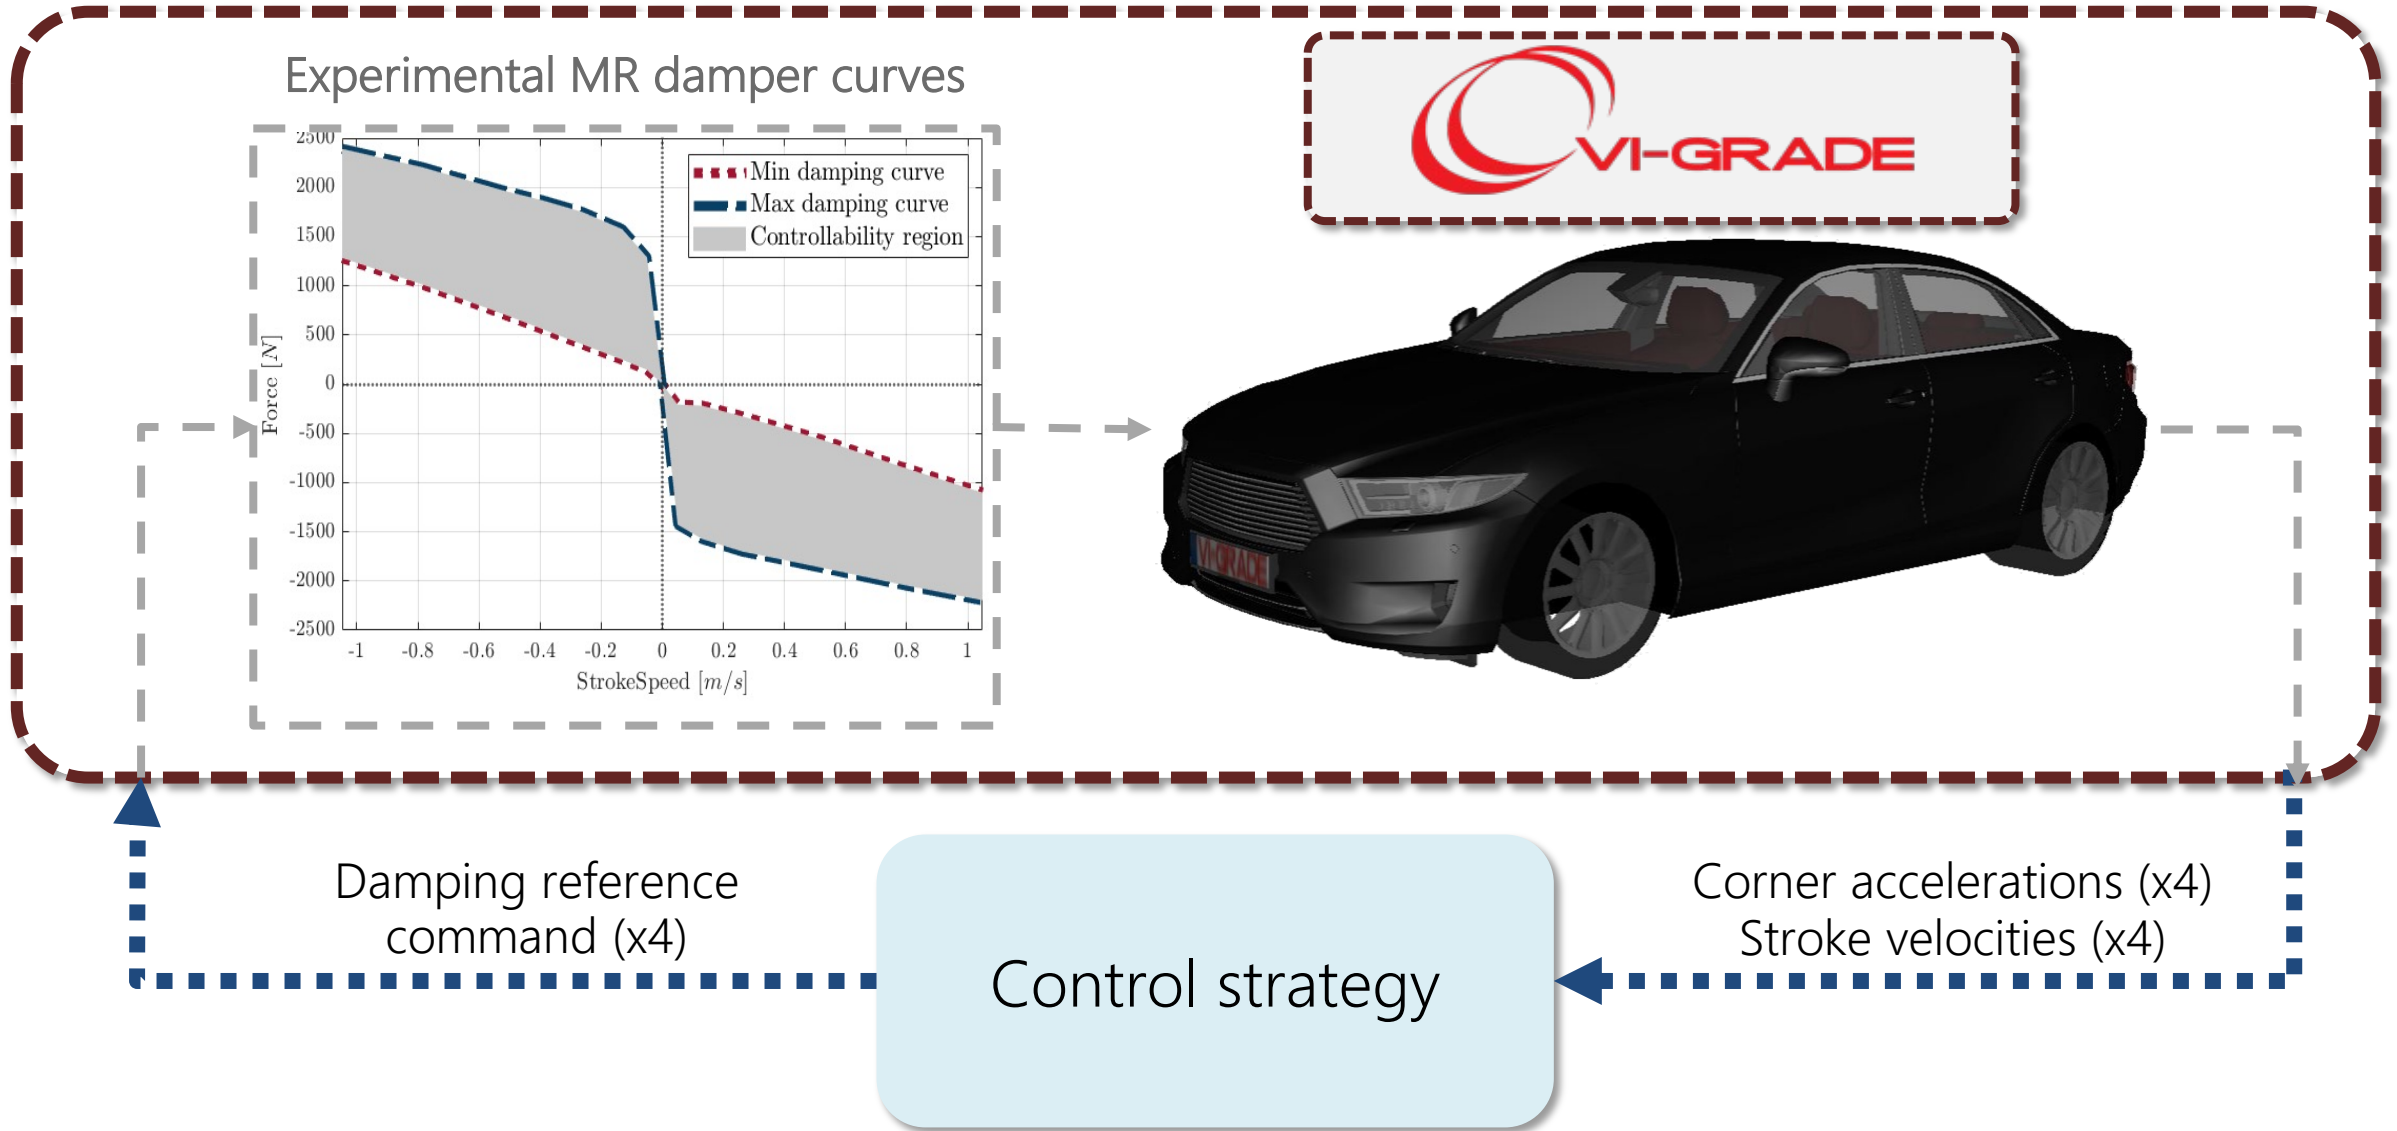 Experimental MR damper curves
VI-GRADE
2500
2000
1500
1000
500
0
-500
-1000
-1500
-2000
-2500
Force [N]
Min damping curve
Max damping curve
Controllability region
-1 -0.8 -0.6 -0.4 -0.2 0 0.2 0.4 0.6 0.8 1
StrokeSpeed [m/s]
VI-GRADE
Damping reference
command (x4)
Control strategy
Corner accelerations (x4)
Stroke velocities (x4)